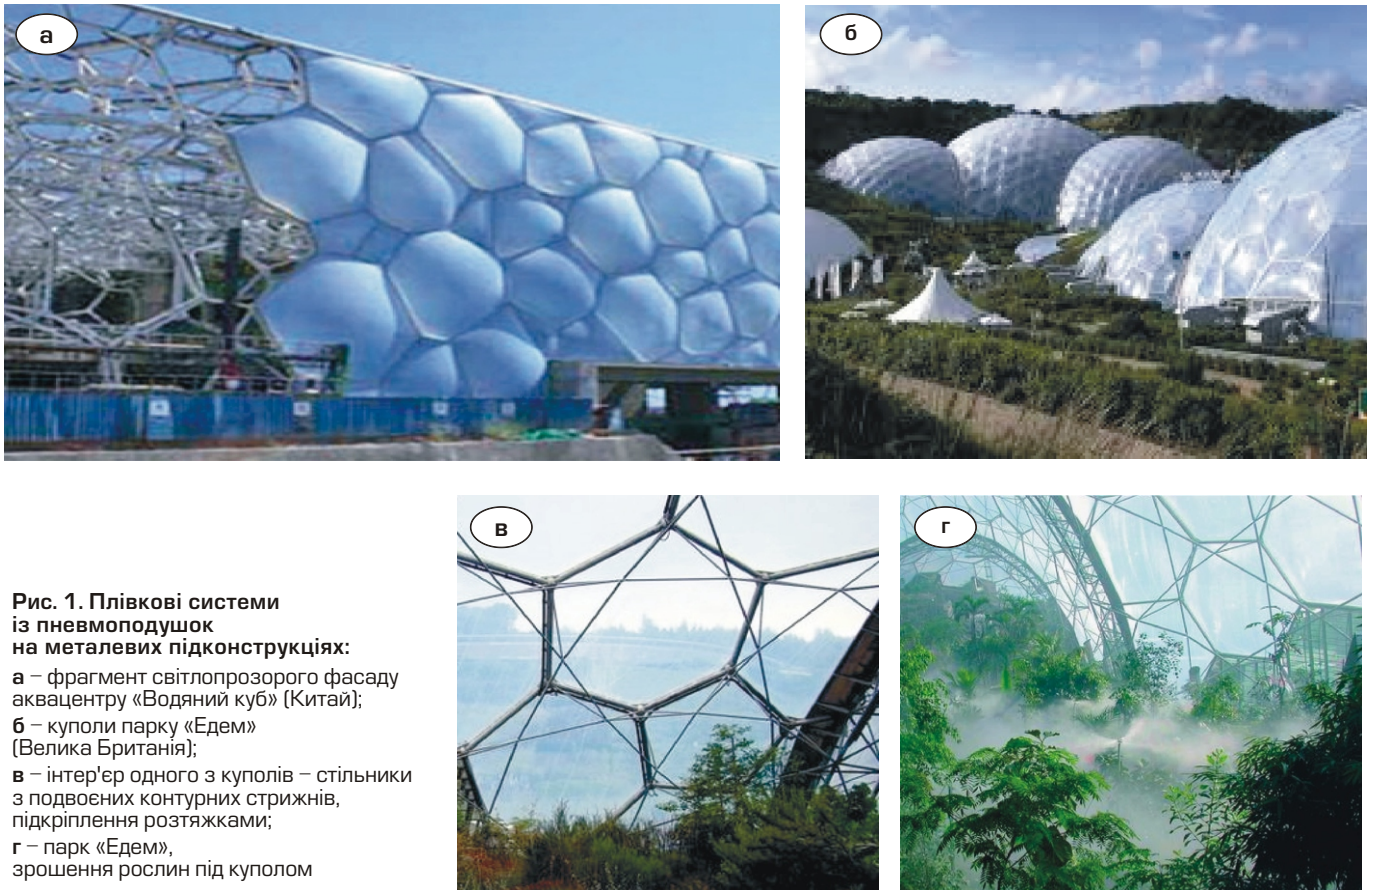 а
б
в
г
Рис. 1. Плівкові системи
із пневмоподушок
на металевих підконструкціях:
а – фрагмент світлопрозорого фасаду
аквацентру «Водяний куб» (Китай);
б – куполи парку «Едем»
(Велика Британія);
в – інтер'єр одного з куполів – стільники
з подвоєних контурних стрижнів,
підкріплення розтяжками;
г – парк «Едем»,
зрошення рослин під куполом